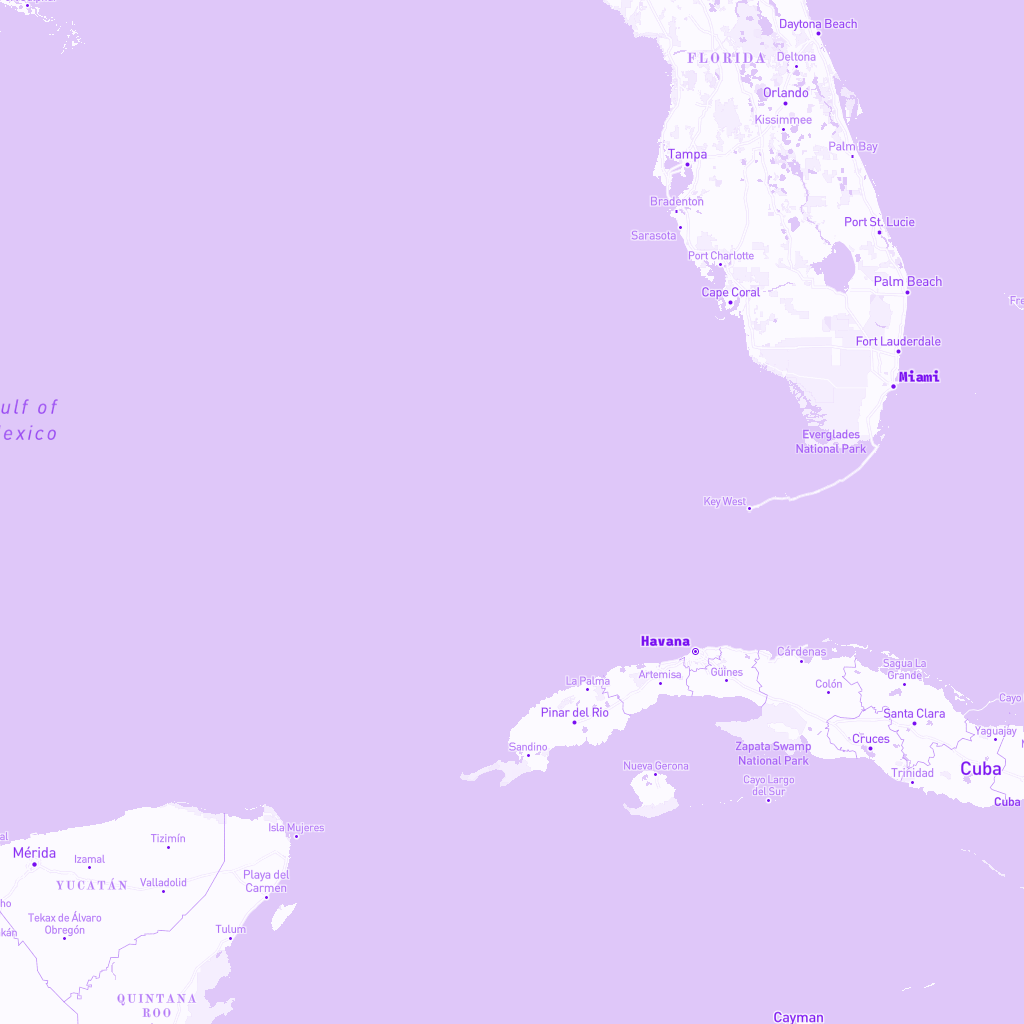 Daytona Beach
FLORIDA
Deltona
Orlando
Kissimmee
Palm Bay
Tampa
Bradenton
Sarasota
Port St. Lucie
Port Charlotte
Palm Beach
Cape Coral
Fre
Fort Lauderdale
Miami
ulf of
exico
Everglades
National Park
Key West
Havana
Cárdenas
Sagua La
Grande
La Palma
Artemisa
Güines
Colón
Cayo
Pinar del Rio
Santa Clara
Yaguajay
Cruces
Sandino
Zapata Swamp
National Park
Nueva Gerona
Cayo Largo
del Sur
Trinidad
Cuba
Cuba
Isla Mujeres
al
Tizimín
Mérida
Izamal
YUCATÁN
Valladolid
Playa del
Carmen
ho
Tekax de Álvaro
Obregón
kán
Tulum
QUINTANA
ROO
Cayman